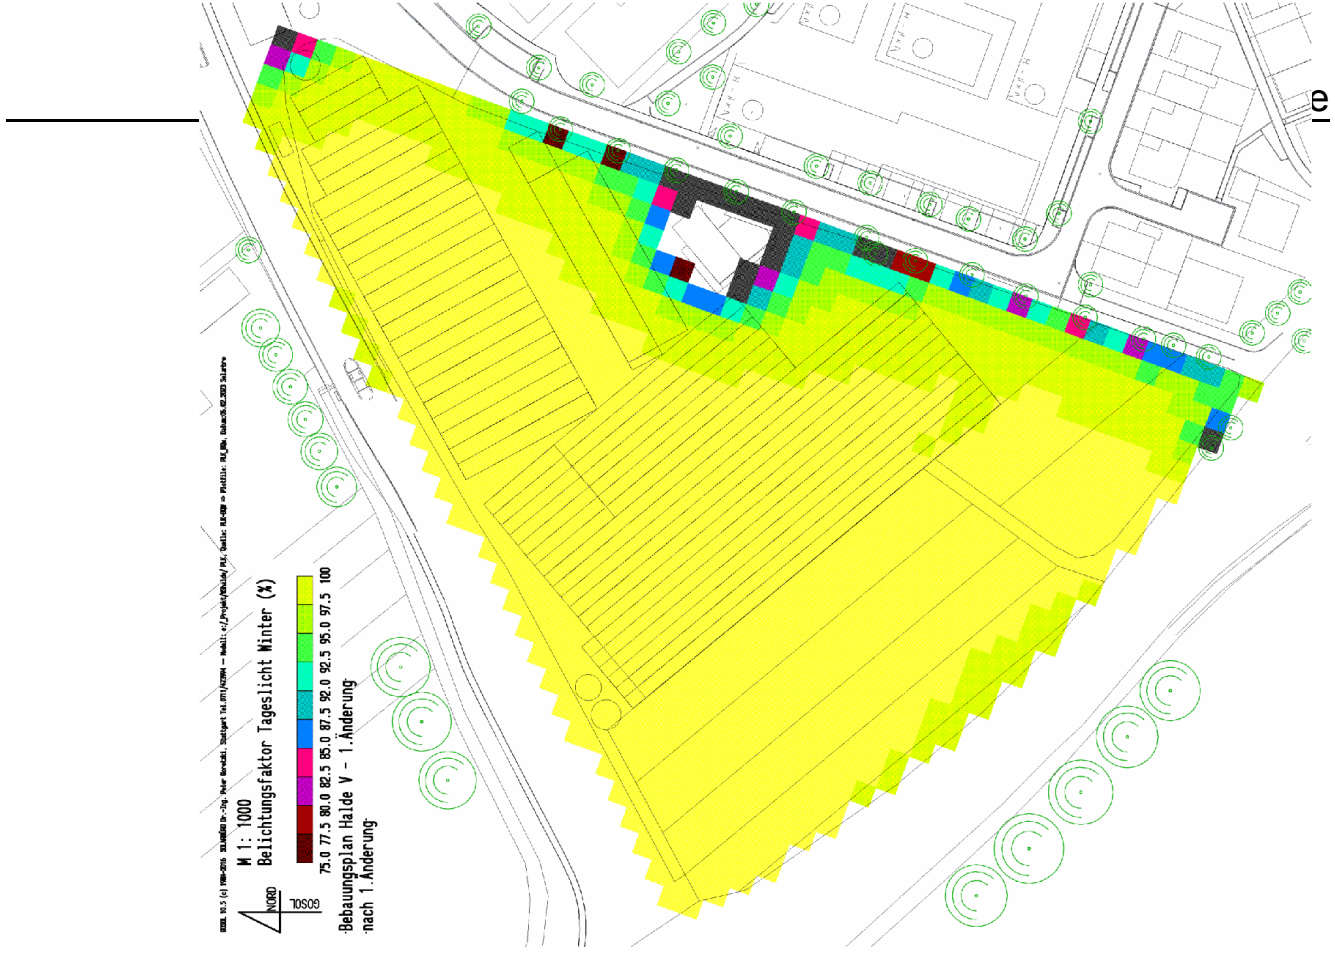 e
M 1: 1000
Belichtungsfaktor Tageslicht Winter (%)
75.0 77.5 80.0 82.5 85.0 87.5 92.0 92.5 95.0 97.5 100
Bebauungsplan Halde V - 1.Änderung
nach 1.Änderung
NORD
GOSOL